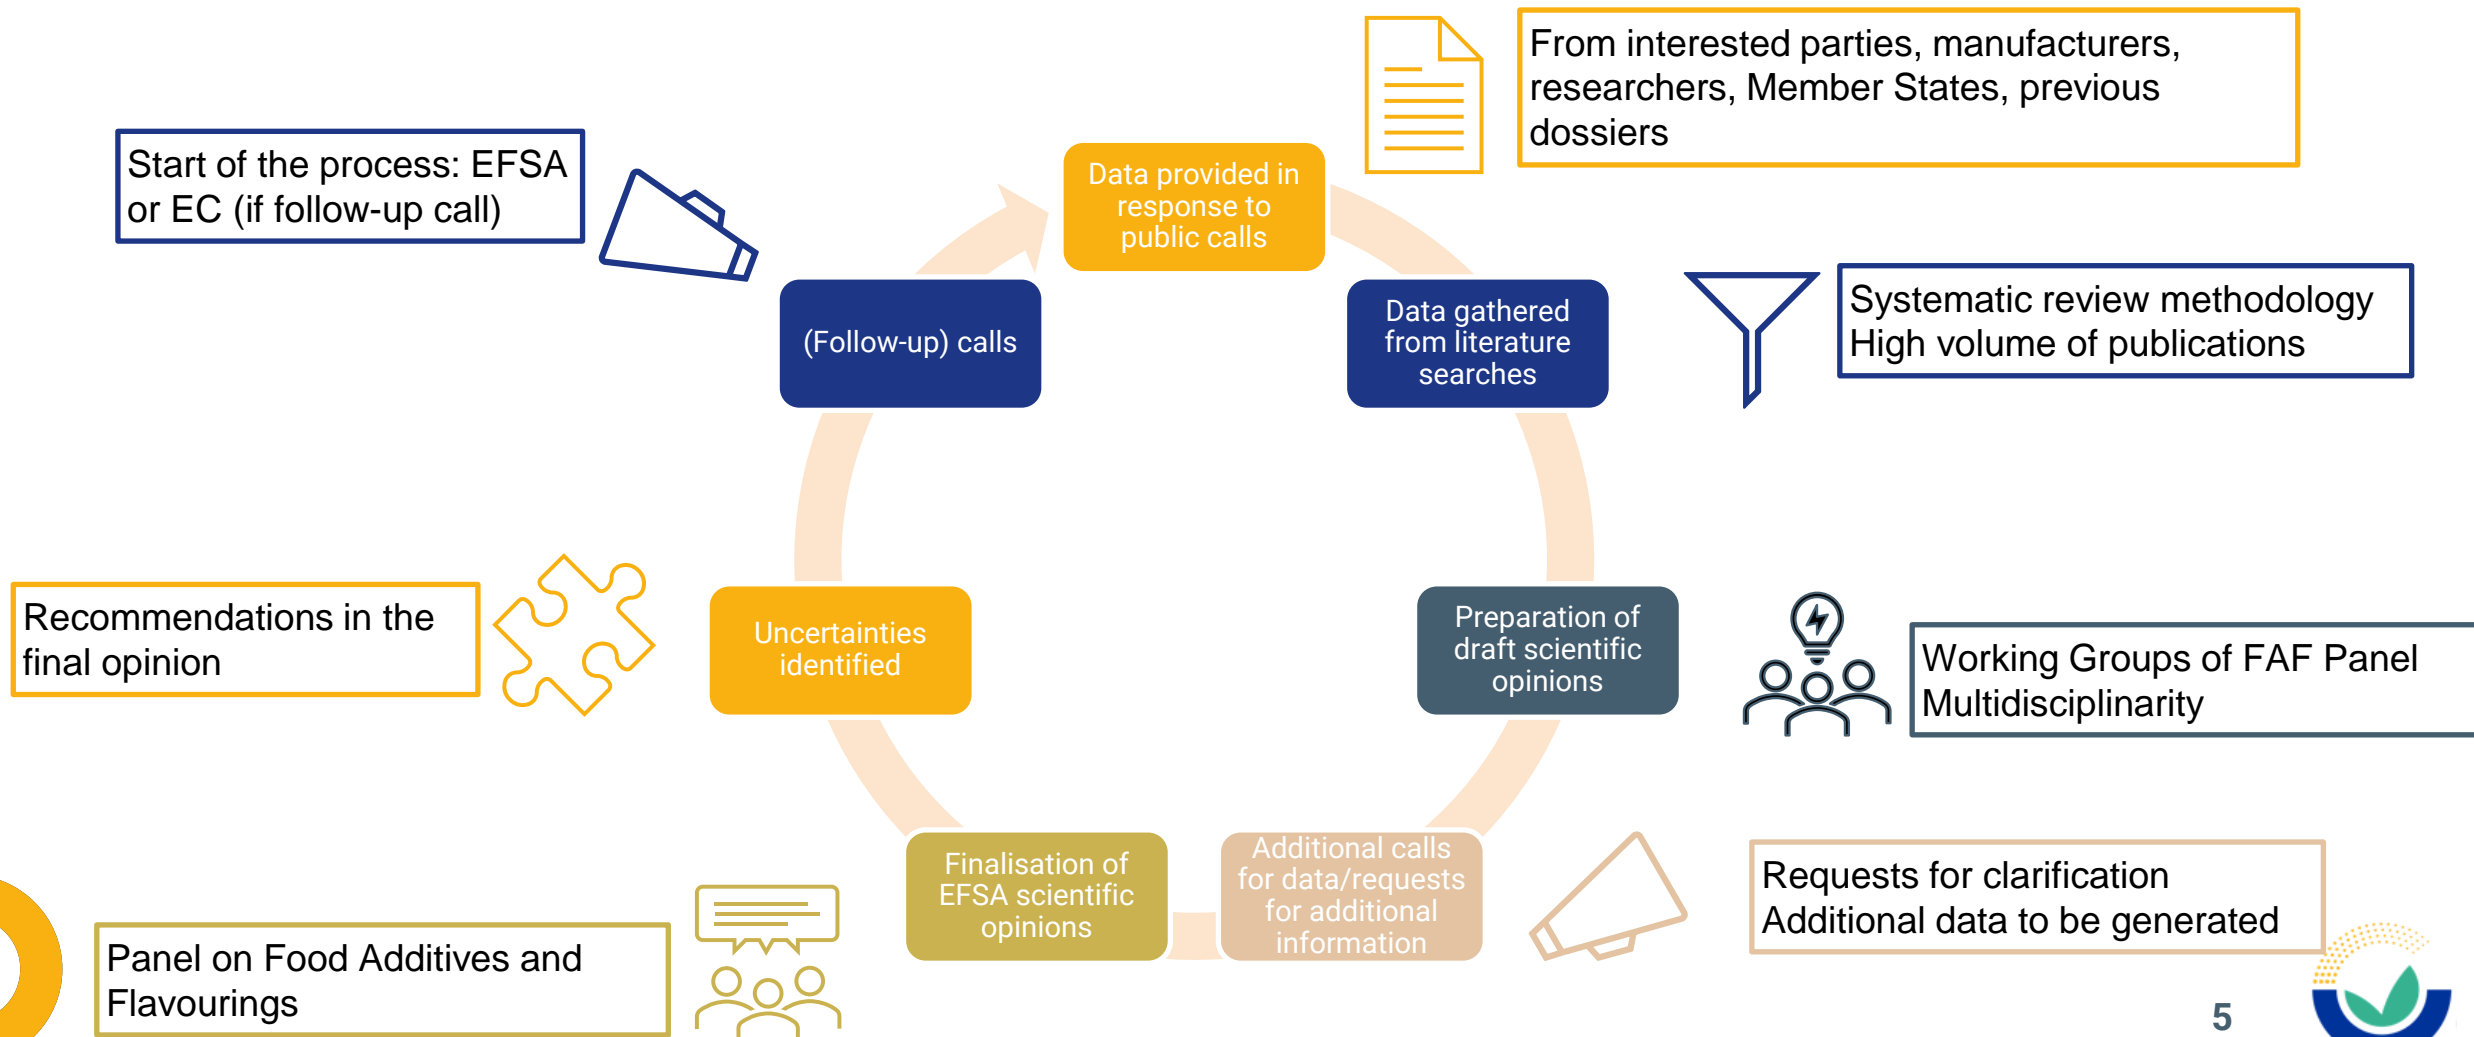 From interested parties, manufacturers,
researchers, Member States, previous
dossiers
Start of the process: EFSA
or EC (if follow-up call)
Data provided in
response to
public calls
(Follow-up) calls
Data gathered
from literature
searches
Systematic review methodology
High volume of publications
Recommendations in the
final opinion
Uncertainties
identified
Preparation of
draft scientific
opinions
Working Groups of FAF Panel
Multidisciplinarity
Finalisation of
EFSA scientific
opinions
Additional calls
for data/requests
for additional
information
Requests for clarification
Additional data to be generated
Panel on Food Additives and
Flavourings
5